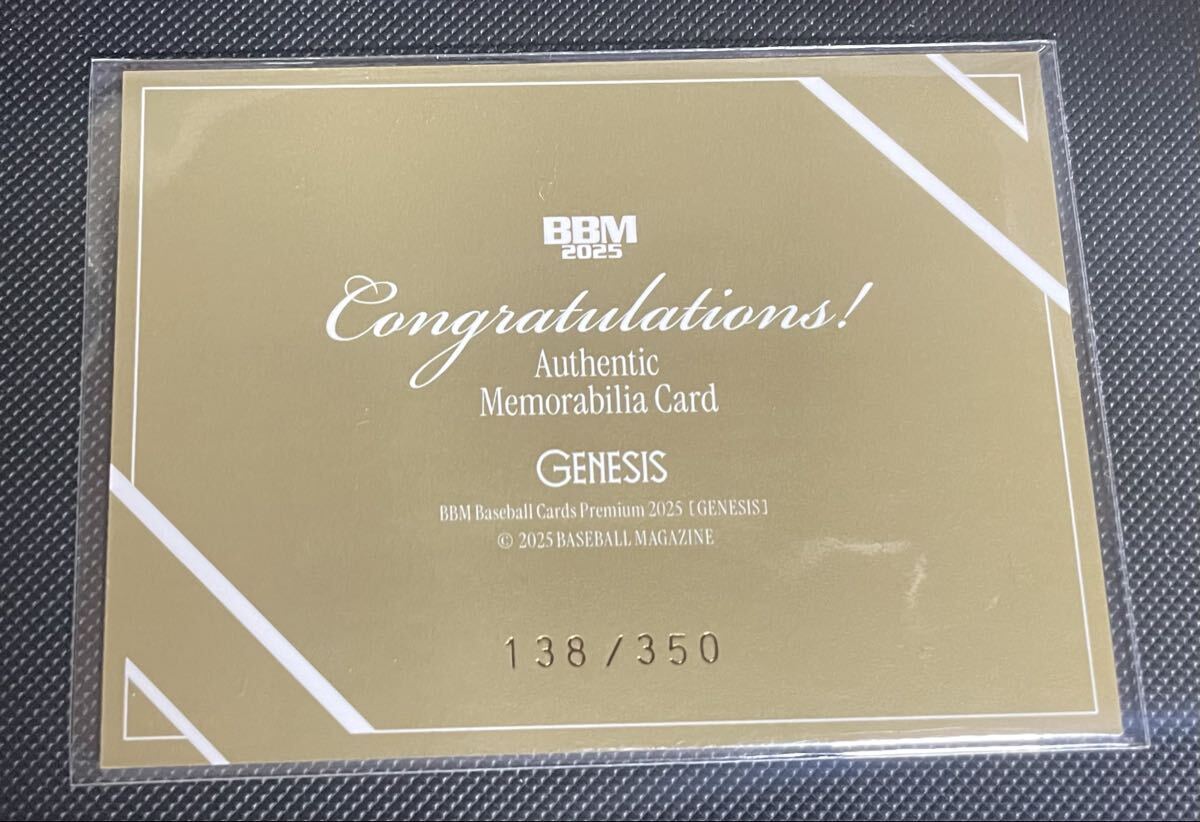 BBM
2025
Congratulations!
Authentic
Memorabilia Card
GENESIS
BBM Baseball Cards Premium 2025 [GENESIS]
© 2025 BASEBALL MAGAZINE
138/350